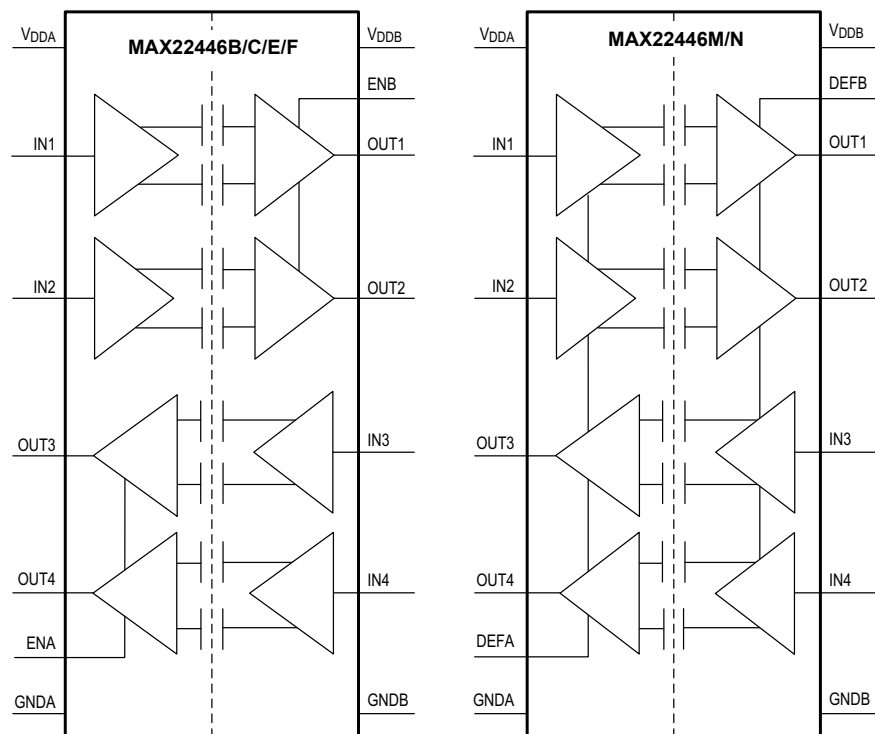 VDDA
MAX22446B/C/E/F
VDDB
ENB
IN1
OUT1
IN2
OUT2
OUT3
IN3
OUT4
IN4
ENA
GNDA
GNDB
VDDA
MAX22446M/N
VDDB
DEFB
IN1
OUT1
IN2
OUT2
OUT3
IN3
OUT4
IN4
DEFA
GNDA
GNDB